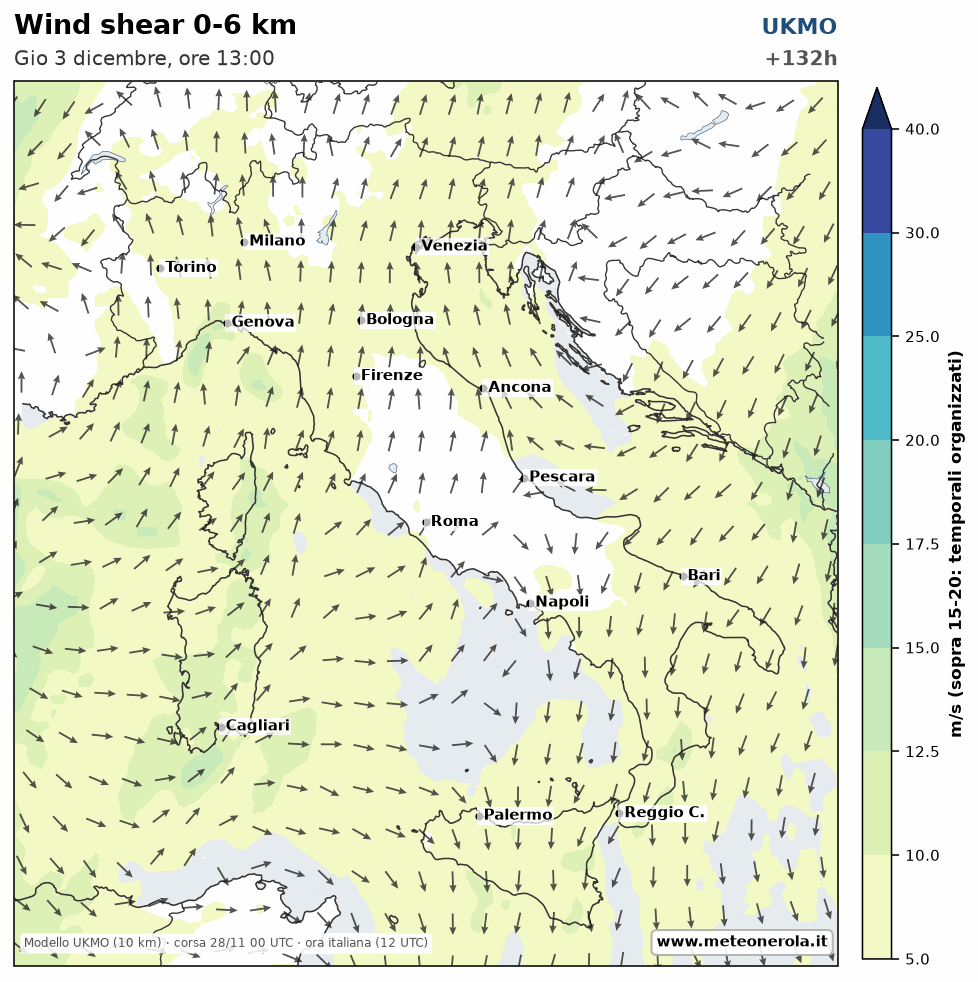 Wind shear 0-6 km
UKMO
Gio 3 dicembre, ore 13:00
+132h
40.0
30.0
25.0
20.0
17.5
15.0
12.5
10.0
5.0
m/s (sopra 15-20: temporali organizzati)
Milano
Venezia
Torino
Genova
Bologna
Firenze
Ancona
Pescara
Roma
Bari
Napoli
Cagliari
Palermo
Reggio C.
Modello UKMO (10 km) · corsa 28/11 00 UTC · ora italiana (12 UTC)
www.meteonerola.it